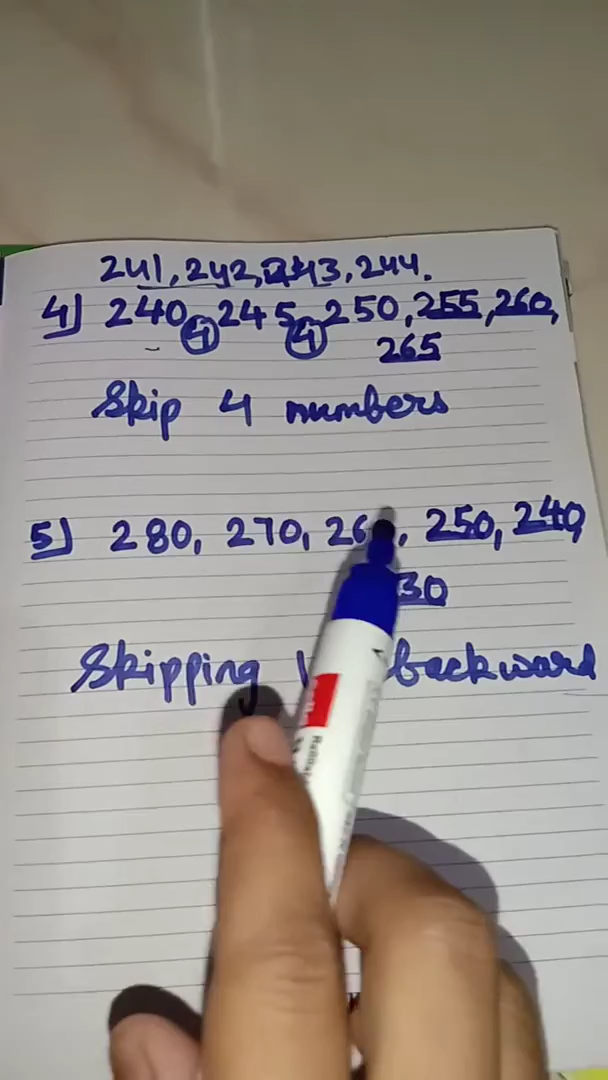 241, 242, 243, 244.
4) 240, 4 245, 4 250, 255, 260,
265
Skip 4 numbers
5) 280, 270, 26 , 250, 240,
30
Skipping backward